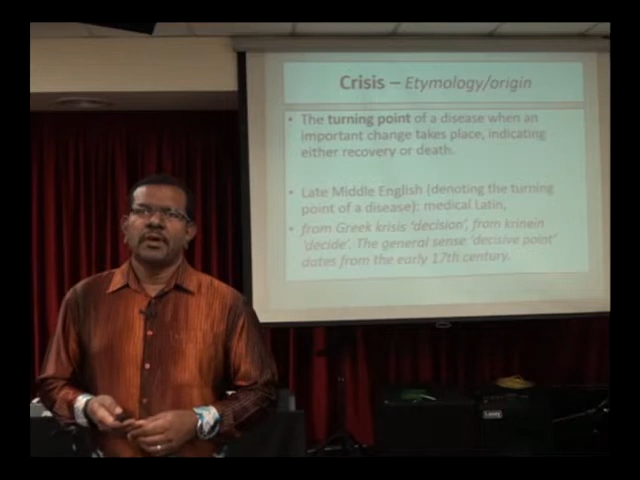 Crisis – Etymology/origin
• The turning point of a disease when an
important change takes place, indicating
either recovery or death.
• Late Middle English (denoting the turning
point of a disease): medical Latin,
• from Greek krisis ‘decision’, from krinein
‘decide’. The general sense ‘decisive point’
dates from the early 17th century.
Laney